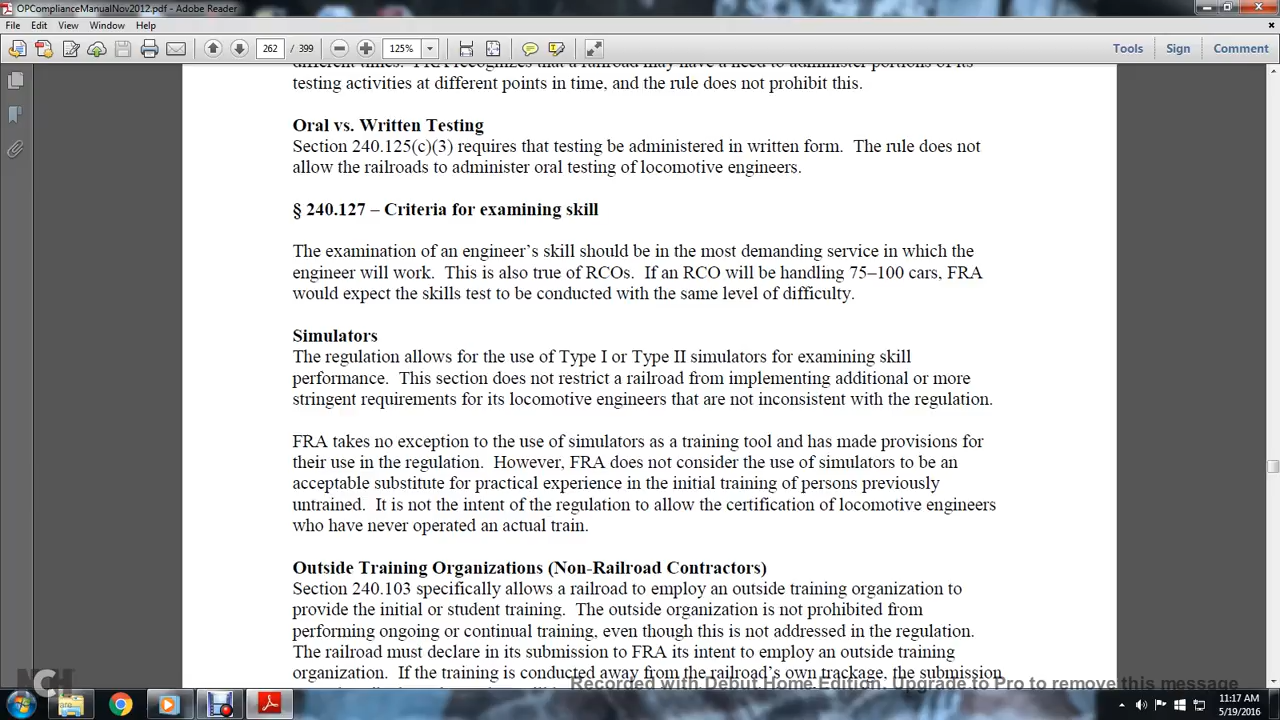 OPComplianceManualNov2012.pdf - Adobe Reader
File Edit View Window Help
262 / 399 125% Tools Sign Comment
different times. FRA recognizes that a railroad may have a need to administer portions of its
testing activities at different points in time, and the rule does not prohibit this.
Oral vs. Written Testing
Section 240.125(c)(3) requires that testing be administered in written form. The rule does not
allow the railroads to administer oral testing of locomotive engineers.
§ 240.127 – Criteria for examining skill
The examination of an engineer's skill should be in the most demanding service in which the
engineer will work. This is also true of RCOs. If an RCO will be handling 75–100 cars, FRA
would expect the skills test to be conducted with the same level of difficulty.
Simulators
The regulation allows for the use of Type I or Type II simulators for examining skill
performance. This section does not restrict a railroad from implementing additional or more
stringent requirements for its locomotive engineers that are not inconsistent with the regulation.
FRA takes no exception to the use of simulators as a training tool and has made provisions for
their use in the regulation. However, FRA does not consider the use of simulators to be an
acceptable substitute for practical experience in the initial training of persons previously
untrained. It is not the intent of the regulation to allow the certification of locomotive engineers
who have never operated an actual train.
Outside Training Organizations (Non-Railroad Contractors)
Section 240.103 specifically allows a railroad to employ an outside training organization to
provide the initial or student training. The outside organization is not prohibited from
performing ongoing or continual training, even though this is not addressed in the regulation.
The railroad must declare in its submission to FRA its intent to employ an outside training
organization. If the training is conducted away from the railroad's own trackage, the submission
Recorded with Debut Home Edition. Upgrade to Pro to remove this message
NCH
11:17 AM
5/19/2016